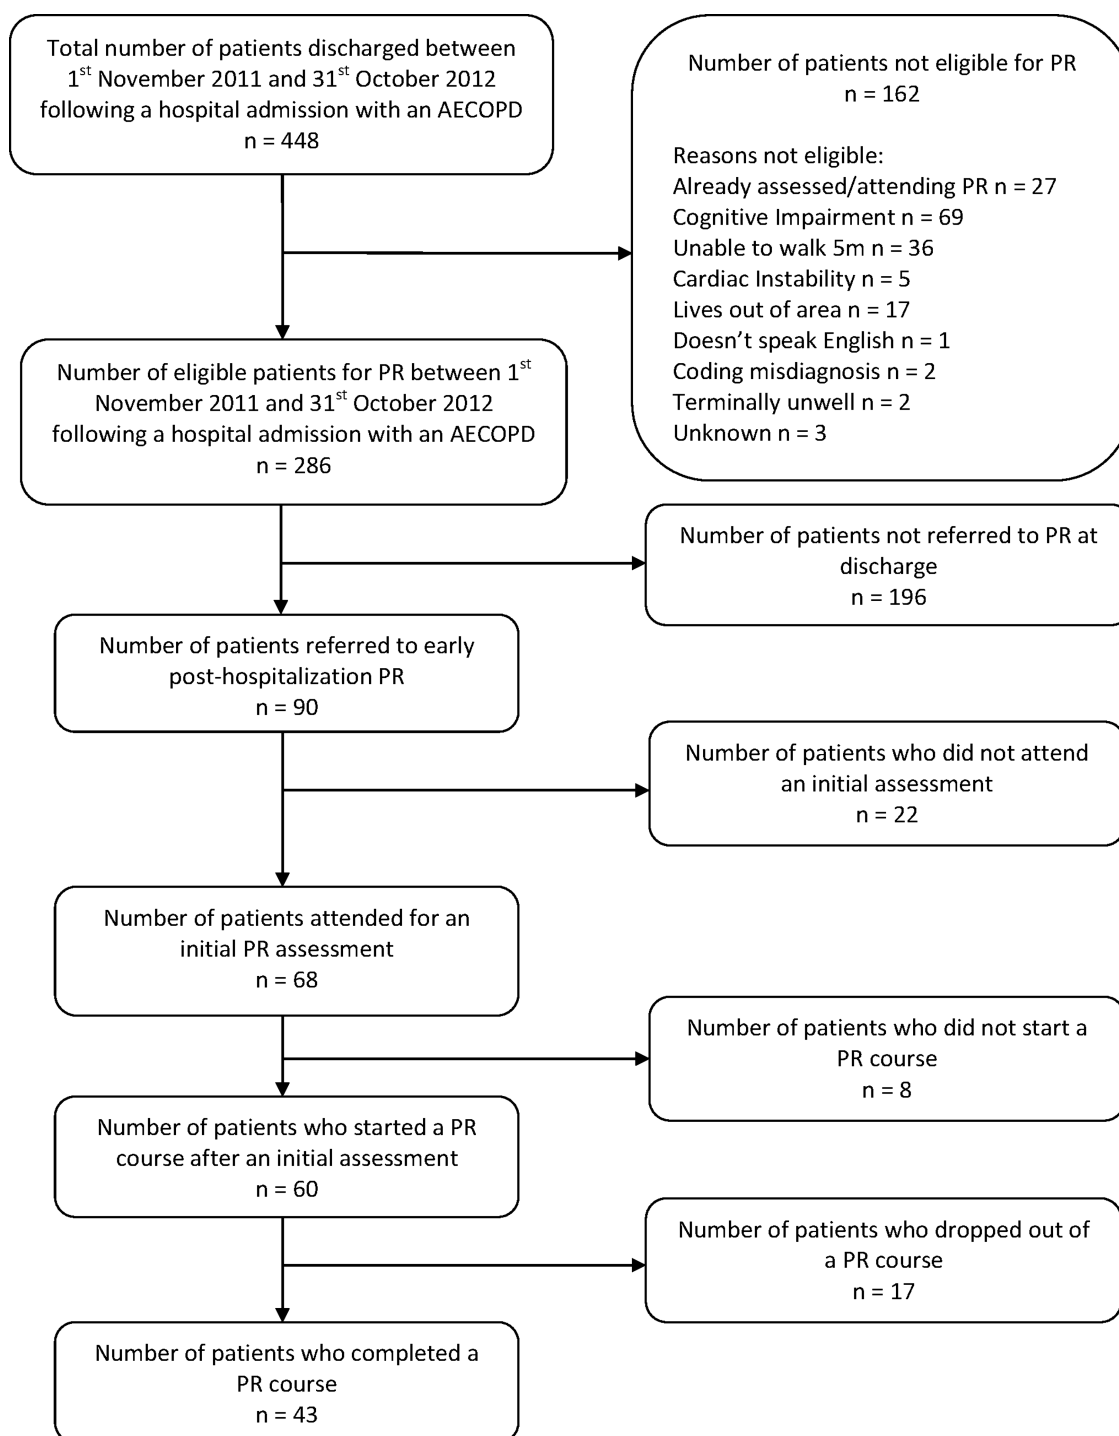 Total number of patients discharged between
1st November 2011 and 31st October 2012
following a hospital admission with an AECOPD
n = 448
Number of patients not eligible for PR
n = 162
Reasons not eligible:
Already assessed/attending PR n = 27
Cognitive Impairment n = 69
Unable to walk 5m n = 36
Cardiac Instability n = 5
Lives out of area n = 17
Doesn’t speak English n = 1
Coding misdiagnosis n = 2
Terminally unwell n = 2
Unknown n = 3
Number of eligible patients for PR between 1st
November 2011 and 31st October 2012
following a hospital admission with an AECOPD
n = 286
Number of patients not referred to PR at
discharge
n = 196
Number of patients referred to early
post-hospitalization PR
n = 90
Number of patients who did not attend
an initial assessment
n = 22
Number of patients attended for an
initial PR assessment
n = 68
Number of patients who did not start a
PR course
n = 8
Number of patients who started a PR
course after an initial assessment
n = 60
Number of patients who dropped out of
a PR course
n = 17
Number of patients who completed a
PR course
n = 43